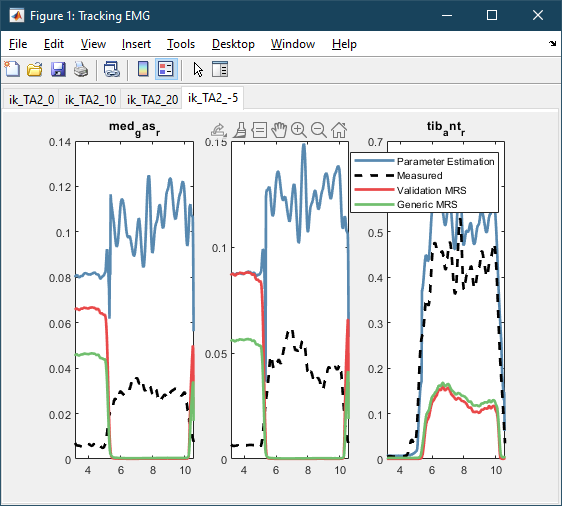 Figure 1: Tracking EMG
File Edit View Insert Tools Desktop Window Help
ik_TA2_0 ik_TA2_10 ik_TA2_20 ik_TA2_-5
med_gas_r
0.14
0.12
0.1
0.08
0.06
0.04
0.02
0
4 6 8 10
0.15
0.1
0.05
0
4 6 8 10
tib_ant_r
0.7
0.5
0.4
0.3
0.2
0.1
0
4 6 8 10
Parameter Estimation
Measured
Validation MRS
Generic MRS